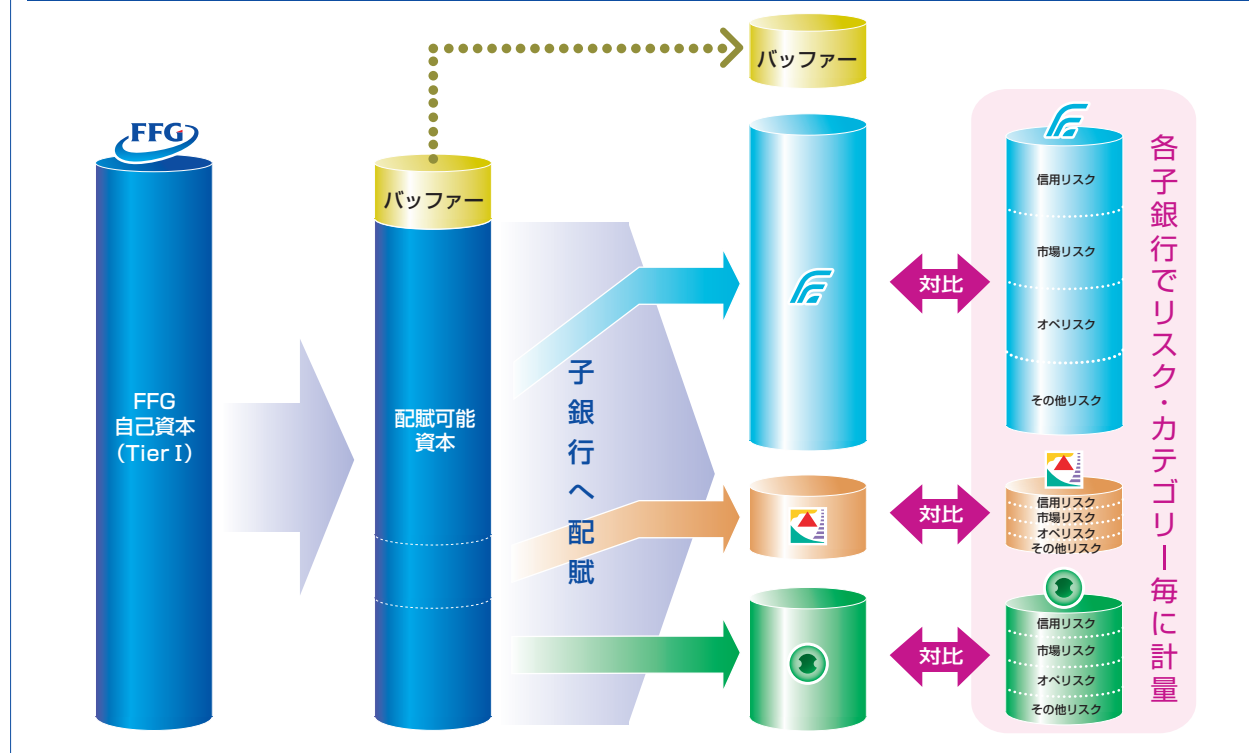 FFG
FFG
自己資本
(Tier I)
バッファー
配賦可能
資本
子銀行へ配賦
バッファー
対比
対比
対比
信用リスク
市場リスク
オペリスク
その他リスク
信用リスク
市場リスク
オペリスク
その他リスク
信用リスク
市場リスク
オペリスク
その他リスク
各子銀行でリスク・カテゴリー毎に計量